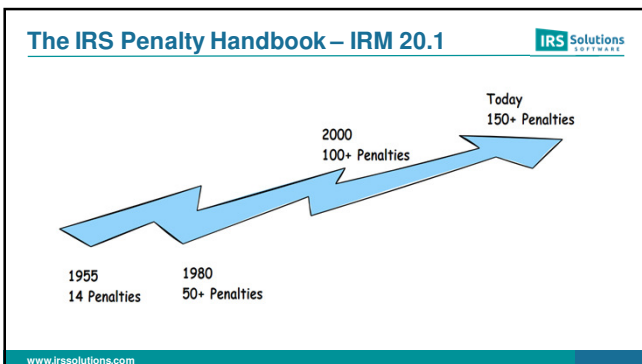 The IRS Penalty Handbook – IRM 20.1
IRS Solutions
SOFTWARE
Today
150+ Penalties
2000
100+ Penalties
1955
14 Penalties
1980
50+ Penalties
www.irssolutions.com